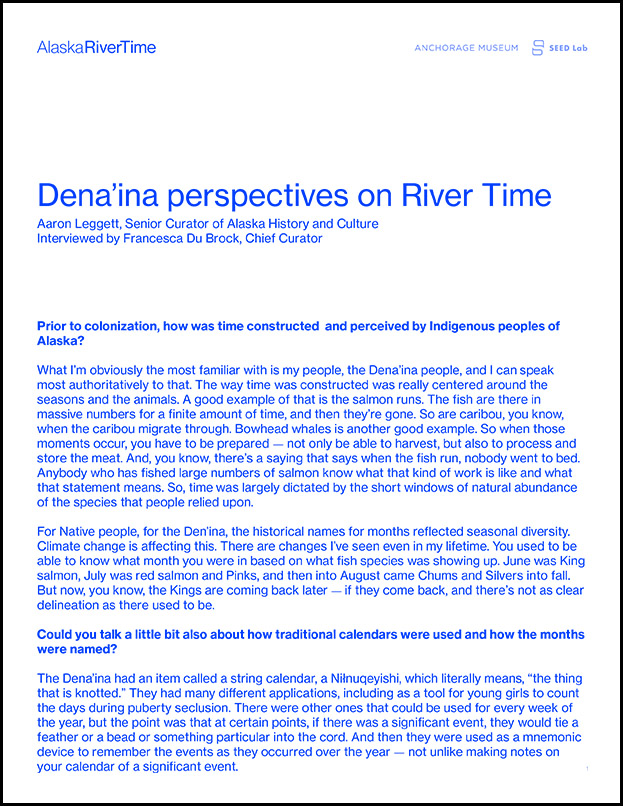 AlaskaRiverTime
ANCHORAGE MUSEUM SEED Lab
Dena’ina perspectives on River Time
Aaron Leggett, Senior Curator of Alaska History and Culture
Interviewed by Francesca Du Brock, Chief Curator
Prior to colonization, how was time constructed and perceived by Indigenous peoples of
Alaska?
What I’m obviously the most familiar with is my people, the Dena’ina people, and I can speak
most authoritatively to that. The way time was constructed was really centered around the
seasons and the animals. A good example of that is the salmon runs. The fish are there in
massive numbers for a finite amount of time, and then they’re gone. So are caribou, you know,
when the caribou migrate through. Bowhead whales is another good example. So when those
moments occur, you have to be prepared — not only be able to harvest, but also to process and
store the meat. And, you know, there’s a saying that says when the fish run, nobody went to bed.
Anybody who has fished large numbers of salmon know what that kind of work is like and what
that statement means. So, time was largely dictated by the short windows of natural abundance
of the species that people relied upon.
For Native people, for the Den’ina, the historical names for months reflected seasonal diversity.
Climate change is affecting this. There are changes I’ve seen even in my lifetime. You used to be
able to know what month you were in based on what fish species was showing up. June was King
salmon, July was red salmon and Pinks, and then into August came Chums and Silvers into fall.
But now, you know, the Kings are coming back later — if they come back, and there’s not as clear
delineation as there used to be.
Could you talk a little bit also about how traditional calendars were used and how the months
were named?
The Dena’ina had an item called a string calendar, a Niłnuqeyishi, which literally means, “the thing
that is knotted.” They had many different applications, including as a tool for young girls to count
the days during puberty seclusion. There were other ones that could be used for every week of
the year, but the point was that at certain points, if there was a significant event, they would tie a
feather or a bead or something particular into the cord. And then they were used as a mnemonic
device to remember the events as they occurred over the year — not unlike making notes on
your calendar of a significant event.
1